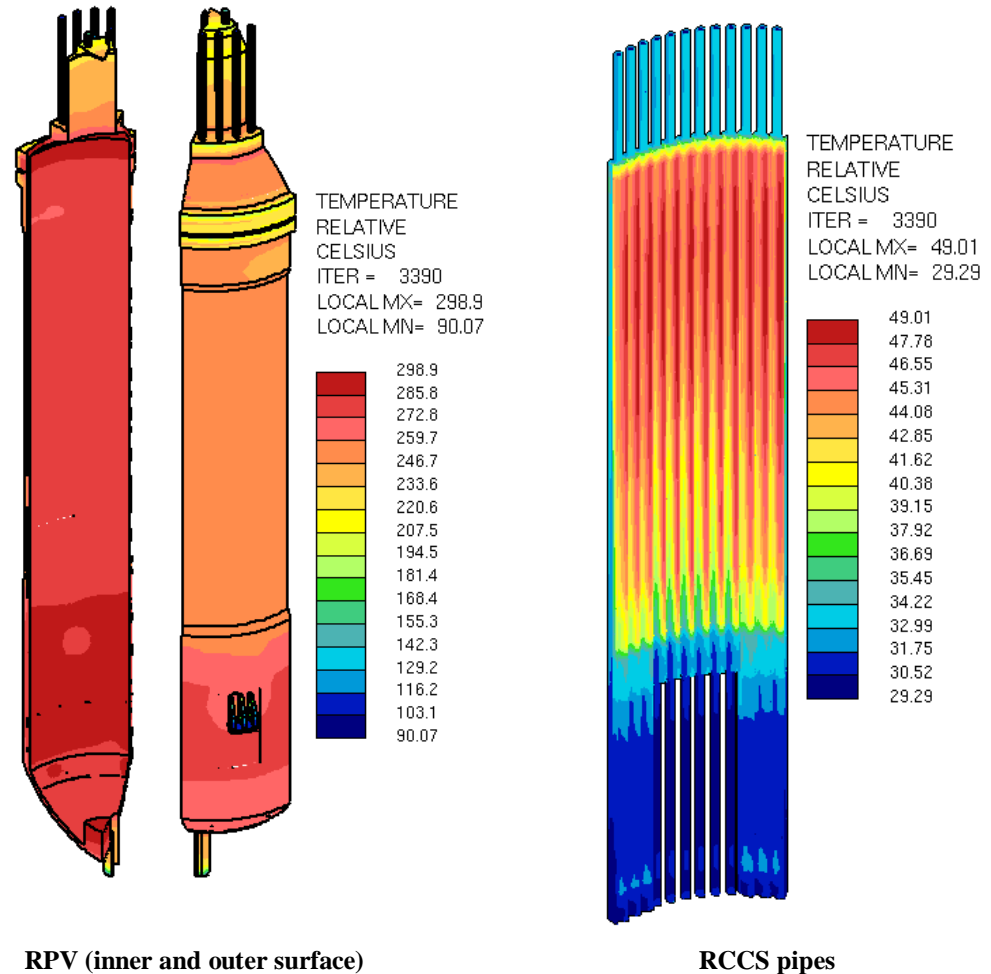 TEMPERATURE
RELATIVE
CELSIUS
ITER = 3390
LOCAL MX= 298.9
LOCAL MN= 90.07
298.9
285.8
272.8
259.7
246.7
233.6
220.6
207.5
194.5
181.4
168.4
155.3
142.3
129.2
116.2
103.1
90.07
TEMPERATURE
RELATIVE
CELSIUS
ITER = 3390
LOCAL MX= 49.01
LOCAL MN= 29.29
49.01
47.78
46.55
45.31
44.08
42.85
41.62
40.38
39.15
37.92
36.69
35.45
34.22
32.99
31.75
30.52
29.29
RPV (inner and outer surface)
RCCS pipes